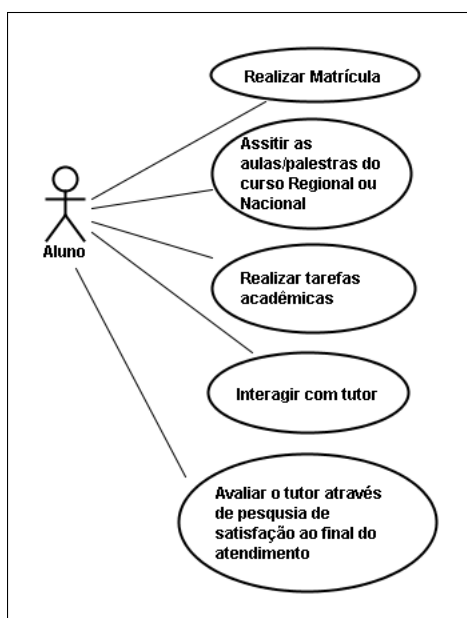 Realizar Matrícula
Assitir as
aulas/palestras do
curso Regional ou
Nacional
Aluno
Realizar tarefas
acadêmicas
Interagir com tutor
Avaliar o tutor através
de pesqusia de
satisfação ao final do
atendimento